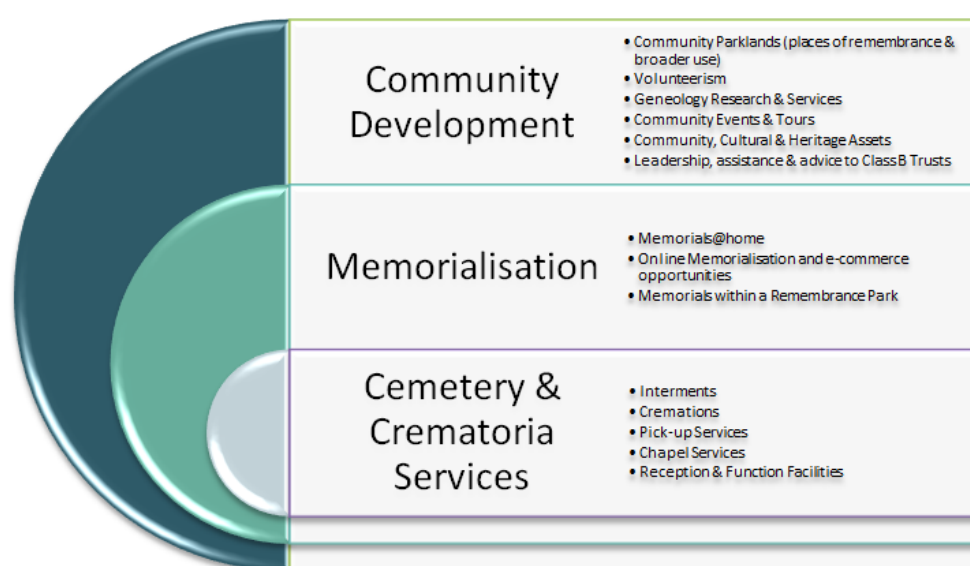 Community
Development
• Community Parklands (places of remembrance &
broader use)
• Volunteerism
• Geneology Research & Services
• Community Events & Tours
• Community, Cultural & Heritage Assets
• Leadership, assistance & advice to Class B Trusts
Memorialisation
• Memorials@home
• Online Memorialisation and e-commerce
opportunities
• Memorials within a Remembrance Park
Cemetery &
Crematoria
Services
• Interments
• Cremations
• Pick-up Services
• Chapel Services
• Reception & Function Facilities